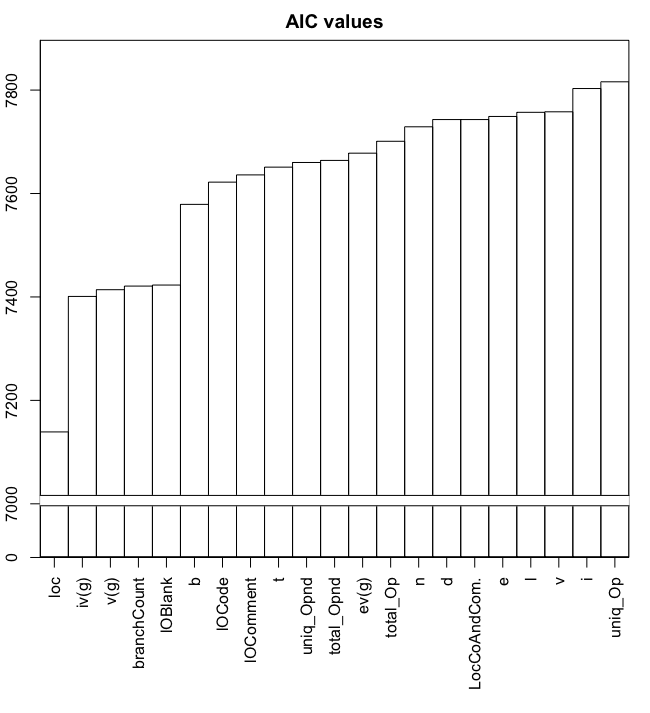 AIC values
7800
7600
7400
7200
7000
0
loc
iv(g)
v(g)
branchCount
lOBlank
b
lOCode
lOComment
t
uniq_Opnd
total_Opnd
ev(g)
total_Op
n
d
LocCoAndCom.
e
l
v
i
uniq_Op